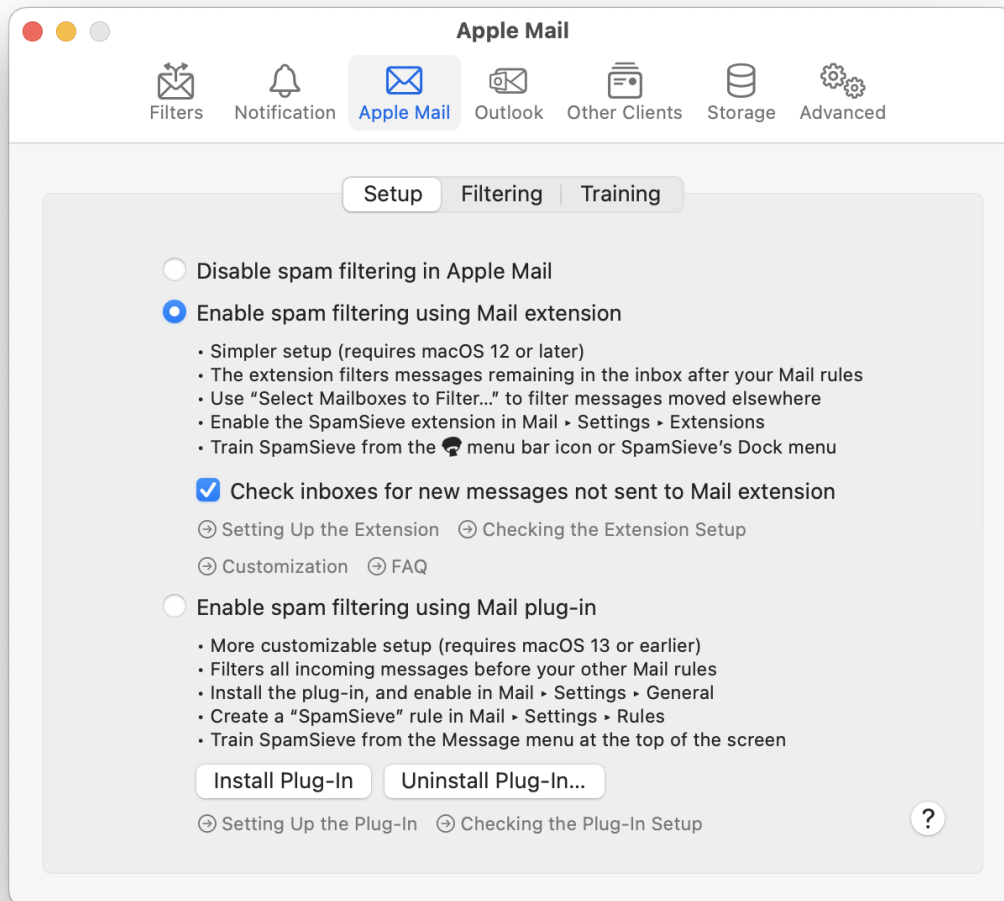 Apple Mail
Filters
Notification
Apple Mail
Outlook
Other Clients
Storage
Advanced
Setup
Filtering
Training
Disable spam filtering in Apple Mail
Enable spam filtering using Mail extension
• Simpler setup (requires macOS 12 or later)
• The extension filters messages remaining in the inbox after your Mail rules
• Use “Select Mailboxes to Filter…” to filter messages moved elsewhere
• Enable the SpamSieve extension in Mail ▸ Settings ▸ Extensions
• Train SpamSieve from the menu bar icon or SpamSieve’s Dock menu
Check inboxes for new messages not sent to Mail extension
Setting Up the Extension
Checking the Extension Setup
Customization
FAQ
Enable spam filtering using Mail plug-in
• More customizable setup (requires macOS 13 or earlier)
• Filters all incoming messages before your other Mail rules
• Install the plug-in, and enable in Mail ▸ Settings ▸ General
• Create a “SpamSieve” rule in Mail ▸ Settings ▸ Rules
• Train SpamSieve from the Message menu at the top of the screen
Install Plug-In
Uninstall Plug-In…
Setting Up the Plug-In
Checking the Plug-In Setup
?